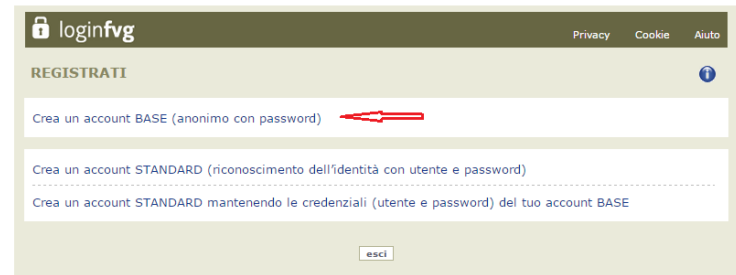 loginfvg
Privacy Cookie Aiuto
REGISTRATI
Crea un account BASE (anonimo con password)
Crea un account STANDARD (riconoscimento dell'identità con utente e password)
Crea un account STANDARD mantenendo le credenziali (utente e password) del tuo account BASE
esci